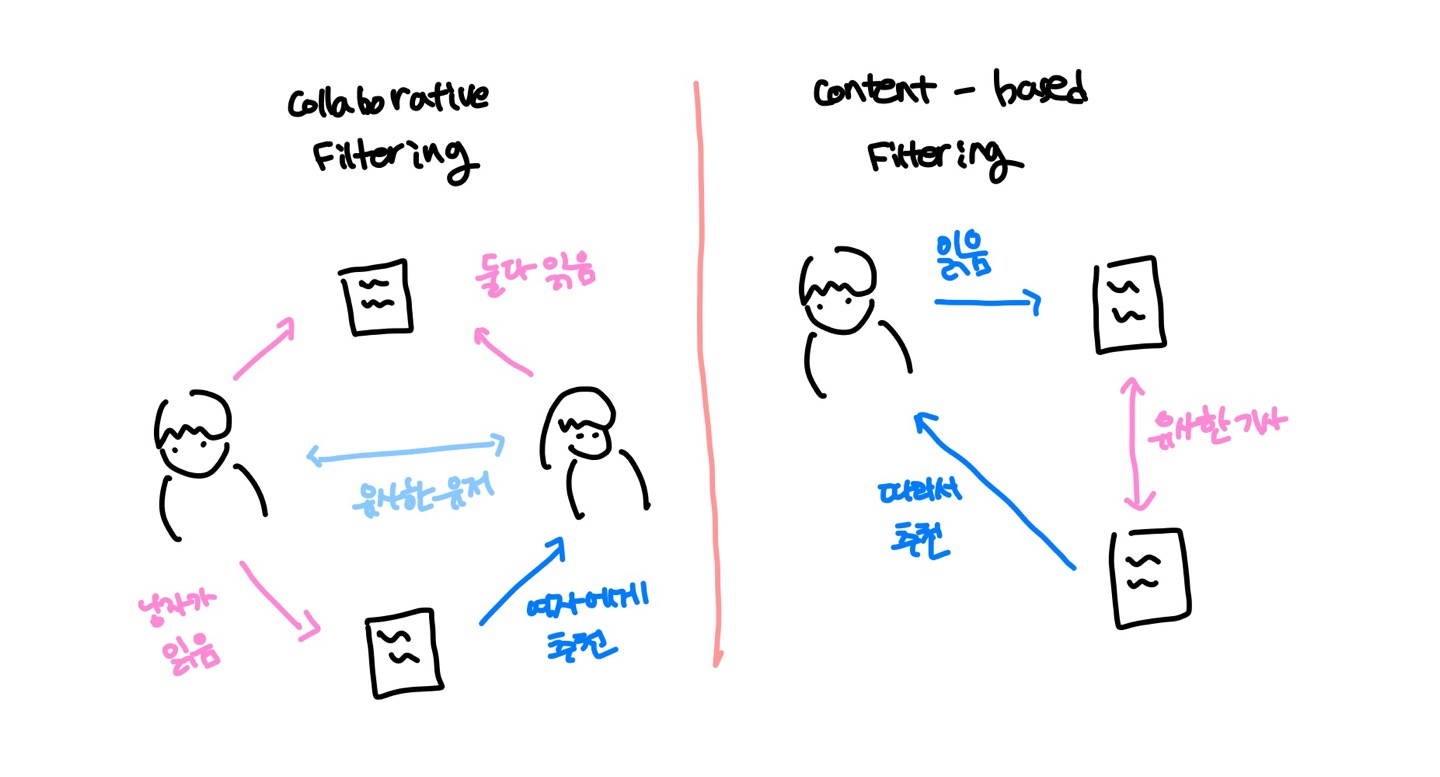 Collaborative
Filtering
둘다 읽음
유사한 유저
남자가
읽음
여자에게
추천
Content - based
Filtering
읽음
유사한 기사
따라서
추천